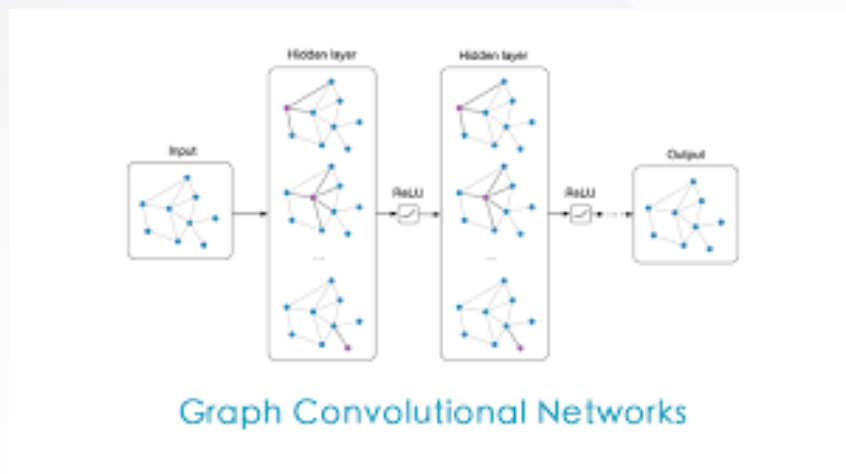 Hidden layer
Hidden layer
Input
Output
ReLU
ReLU
...
...
...
Graph Convolutional Networks